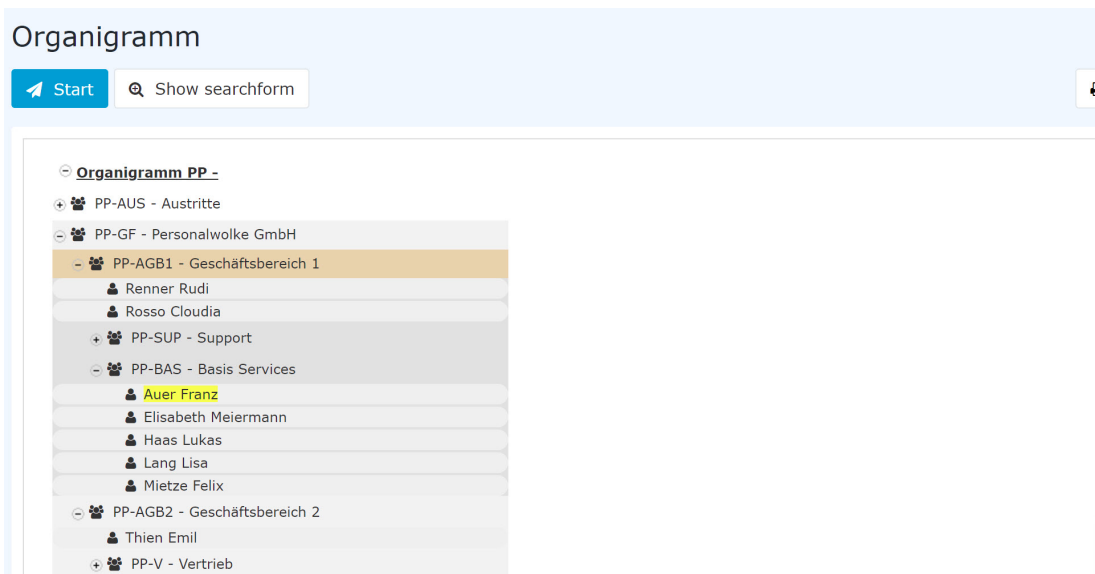 Organigramm
Start Show searchform
Organigramm PP -
PP-AUS - Austritte
PP-GF - Personalwolke GmbH
PP-AGB1 - Geschäftsbereich 1
Renner Rudi
Rosso Cloudia
PP-SUP - Support
PP-BAS - Basis Services
Auer Franz
Elisabeth Meiermann
Haas Lukas
Lang Lisa
Mietze Felix
PP-AGB2 - Geschäftsbereich 2
Thien Emil
PP-V - Vertrieb